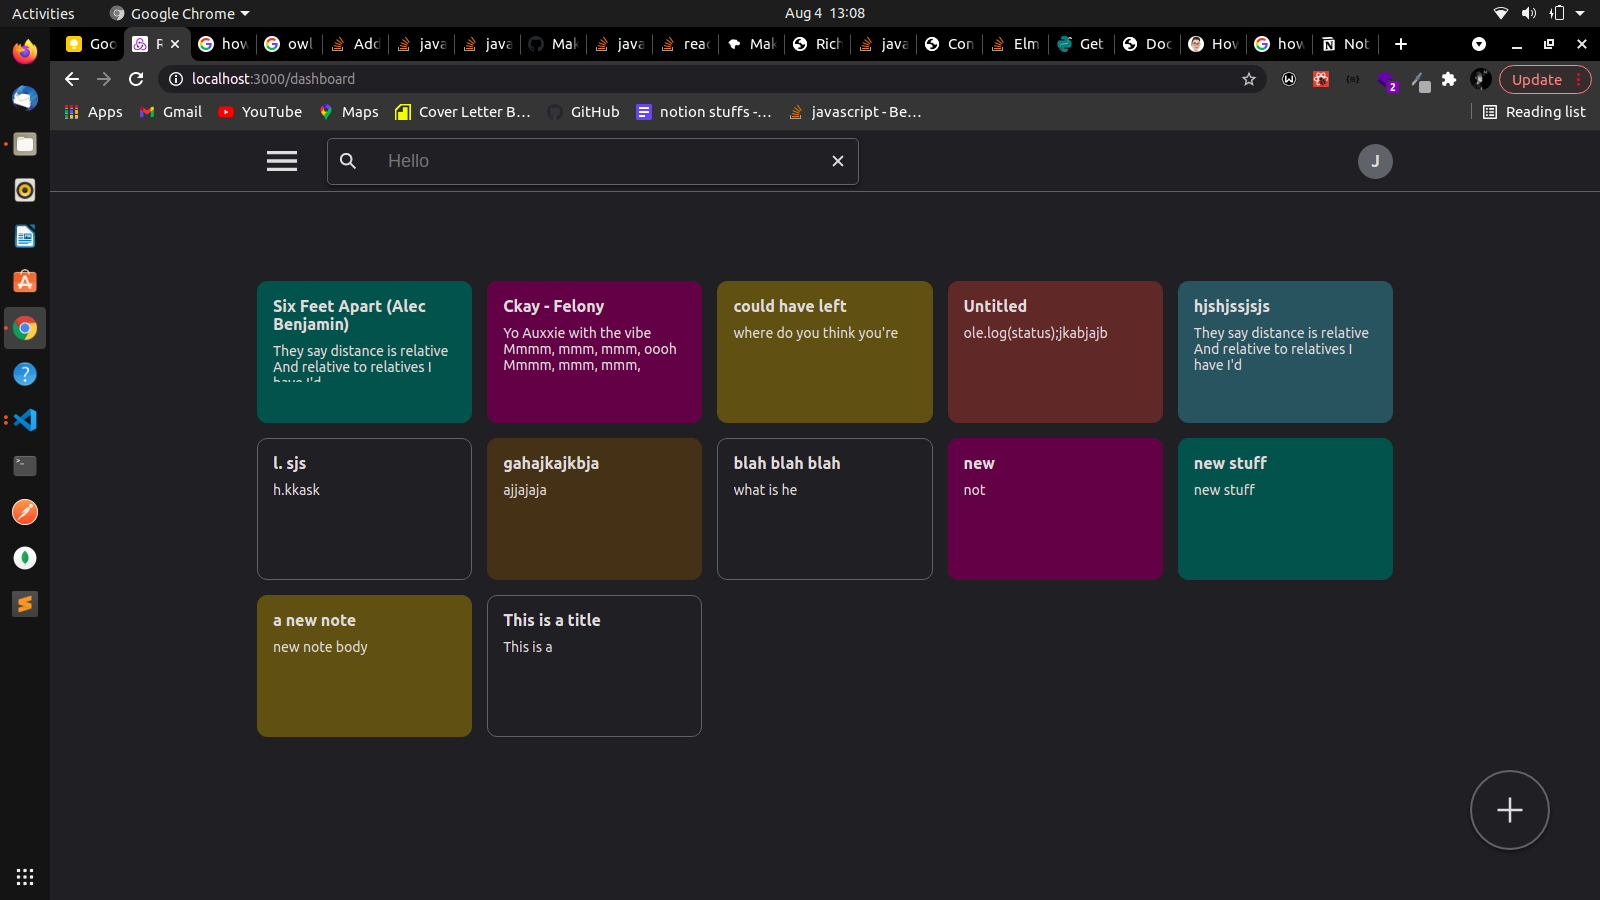 Activities
Google Chrome
Aug 4 13:08
Goo
R
how
owl
Add
java
java
Mak
java
reac
Mak
Rich
java
Con
Elm
Get
Doc
How
how
Not
localhost:3000/dashboard
2
Update
Apps
Gmail
YouTube
Maps
Cover Letter B...
GitHub
notion stuffs -...
javascript - Be...
Reading list
Hello
J
Six Feet Apart (Alec
Benjamin)
They say distance is relative
And relative to relatives I
have I'd
Ckay - Felony
Yo Auxxie with the vibe
Mmmm, mmm, mmm, oooh
Mmmm, mmm, mmm,
could have left
where do you think you're
Untitled
ole.log(status);jkabjajb
hjshjssjsjs
They say distance is relative
And relative to relatives I
have I'd
l. sjs
h.kkask
gahajkajkbja
ajjajaja
blah blah blah
what is he
new
not
new stuff
new stuff
a new note
new note body
This is a title
This is a